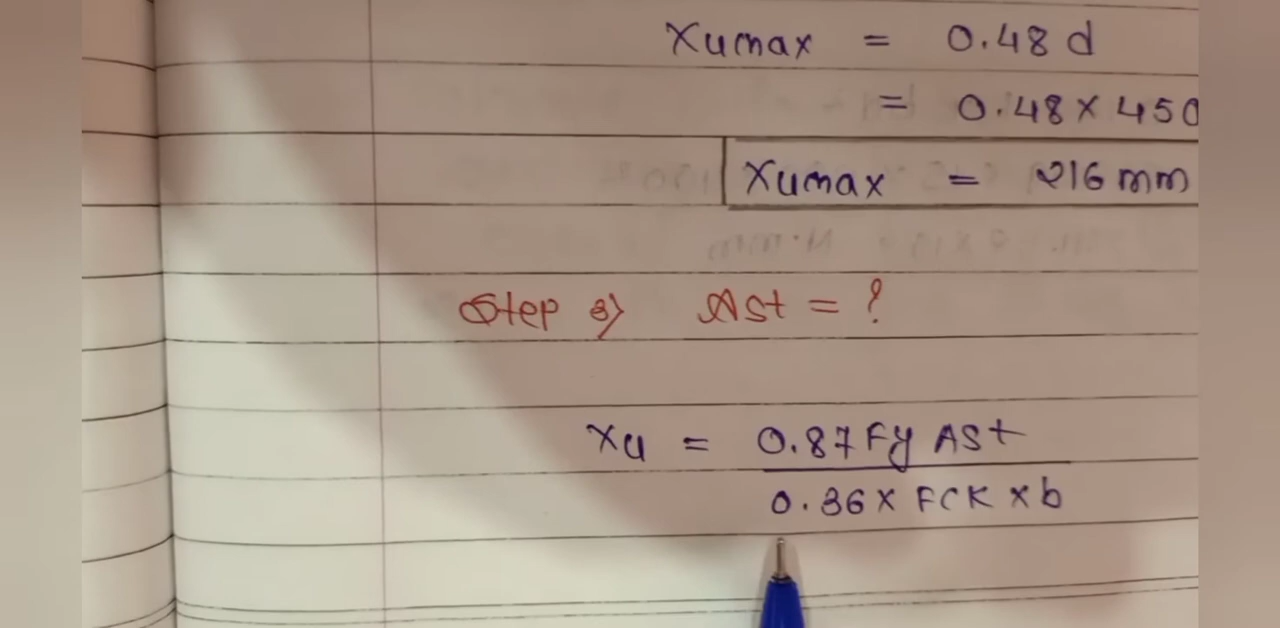 Xumax = 0.48 d
= 0.48 × 450
Xumax = 216 mm
Step 3) Ast = ?
Xu = 0.87 Fy Ast
0.36 × FCK × b